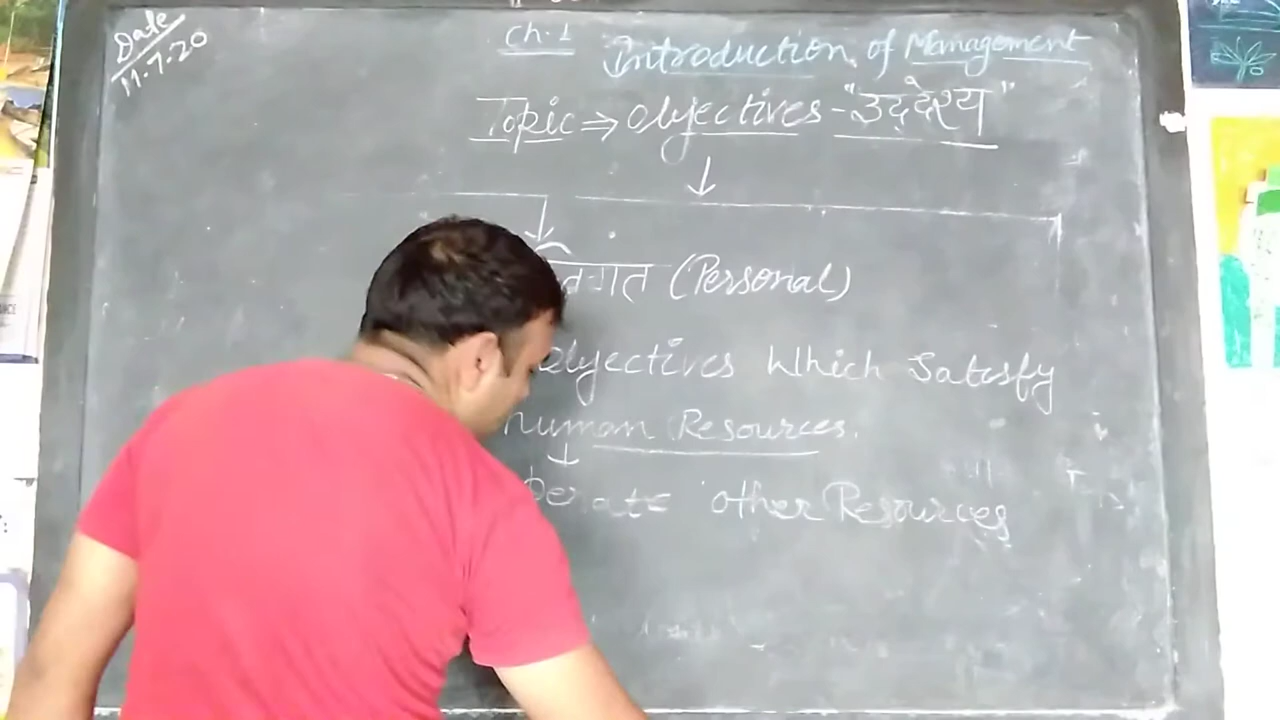 Date
11.7.20
Ch. 1 Introduction of Management
Topic ⇒ Objectives - "उद्देश्य"
(Personal)
Objectives Which Satisfy
human Resources.
other Resources